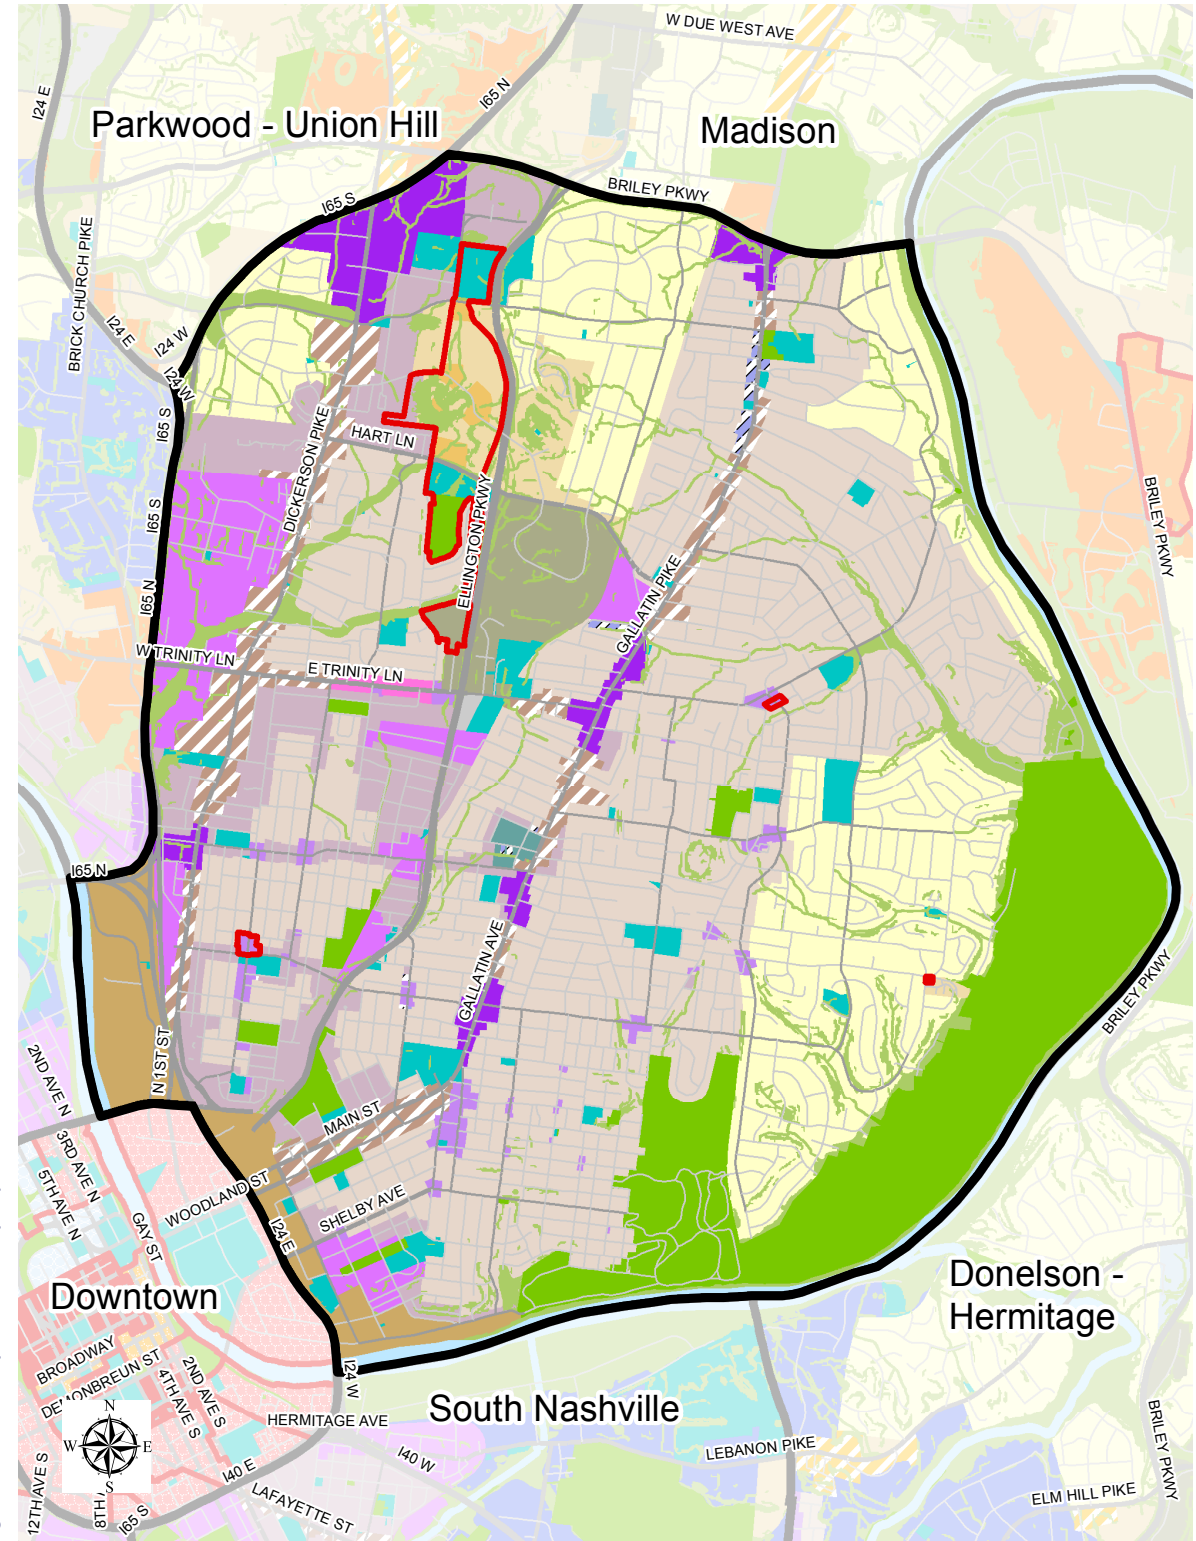 W DUE WEST AVE
I24 E
I65 N
Parkwood - Union Hill
Madison
BRILEY PKWY
I65 S
BRICK CHURCH PIKE
I24 E
I24 W
I24 W
I65 S
HART LN
DICKERSON PIKE
I65 S
ELLINGTON PKWY
BRILEY PKWY
I65 N
GALLATIN PIKE
W TRINITY LN
E TRINITY LN
I65 N
GALLATIN AVE
BRILEY PKWY
2ND AVE N
N 1ST ST
MAIN ST
3RD AVE N
5TH AVE N
WOODLAND ST
SHELBY AVE
GAY ST
I24 E
Downtown
Donelson -
Hermitage
BROADWAY
DEMONBREUN ST
2ND AVE S
4TH AVE S
I24 W
HERMITAGE AVE
South Nashville
N
W
E
S
LEBANON PIKE
I40 W
BRILEY PKWY
I40 E
LAFAYETTE ST
ELM HILL PIKE
12TH AVE S
8TH
I65 S